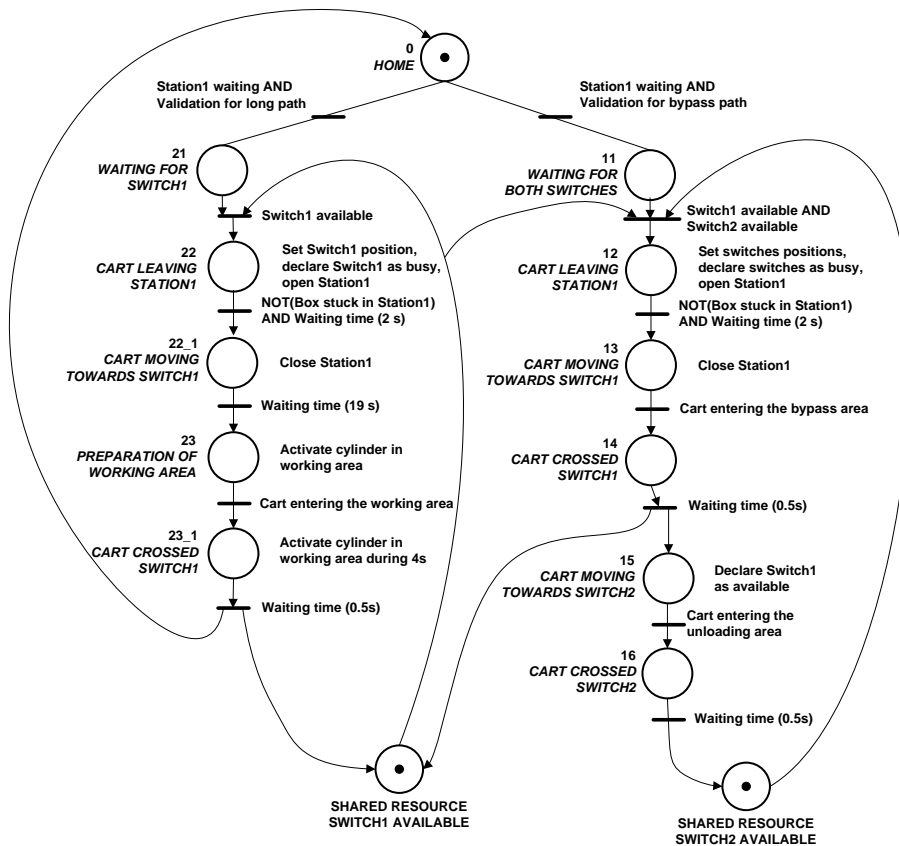 0
HOME
Station1 waiting AND
Validation for long path
Station1 waiting AND
Validation for bypass path
21
WAITING FOR
SWITCH1
11
WAITING FOR
BOTH SWITCHES
Switch1 available
Switch1 available AND
Switch2 available
22
CART LEAVING
STATION1
Set Switch1 position,
declare Switch1 as busy,
open Station1
12
CART LEAVING
STATION1
Set switches positions,
declare switches as busy,
open Station1
NOT(Box stuck in Station1)
AND Waiting time (2 s)
NOT(Box stuck in Station1)
AND Waiting time (2 s)
22_1
CART MOVING
TOWARDS SWITCH1
Close Station1
13
CART MOVING
TOWARDS SWITCH1
Close Station1
Waiting time (19 s)
Cart entering the bypass area
23
PREPARATION OF
WORKING AREA
Activate cylinder in
working area
14
CART CROSSED
SWITCH1
Cart entering the working area
Waiting time (0.5s)
23_1
CART CROSSED
SWITCH1
Activate cylinder in
working area during 4s
15
CART MOVING
TOWARDS SWITCH2
Declare Switch1
as available
Waiting time (0.5s)
Cart entering the
unloading area
16
CART CROSSED
SWITCH2
Waiting time (0.5s)
SHARED RESOURCE
SWITCH1 AVAILABLE
SHARED RESOURCE
SWITCH2 AVAILABLE